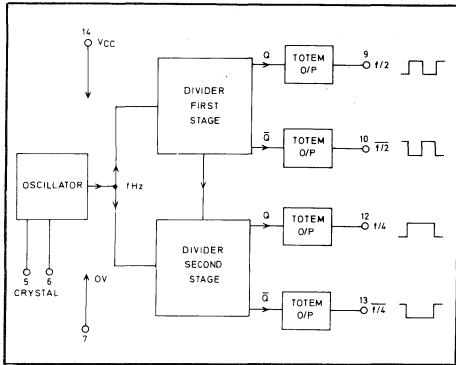 14
VCC
Q
TOTEM
O/P
9
f/2
DIVIDER
FIRST
STAGE
Q̅
TOTEM
O/P
10
f/2̅
OSCILLATOR
fHz
5
6
CRYSTAL
OV
7
DIVIDER
SECOND
STAGE
Q
TOTEM
O/P
12
f/4
Q̅
TOTEM
O/P
13
f/4̅